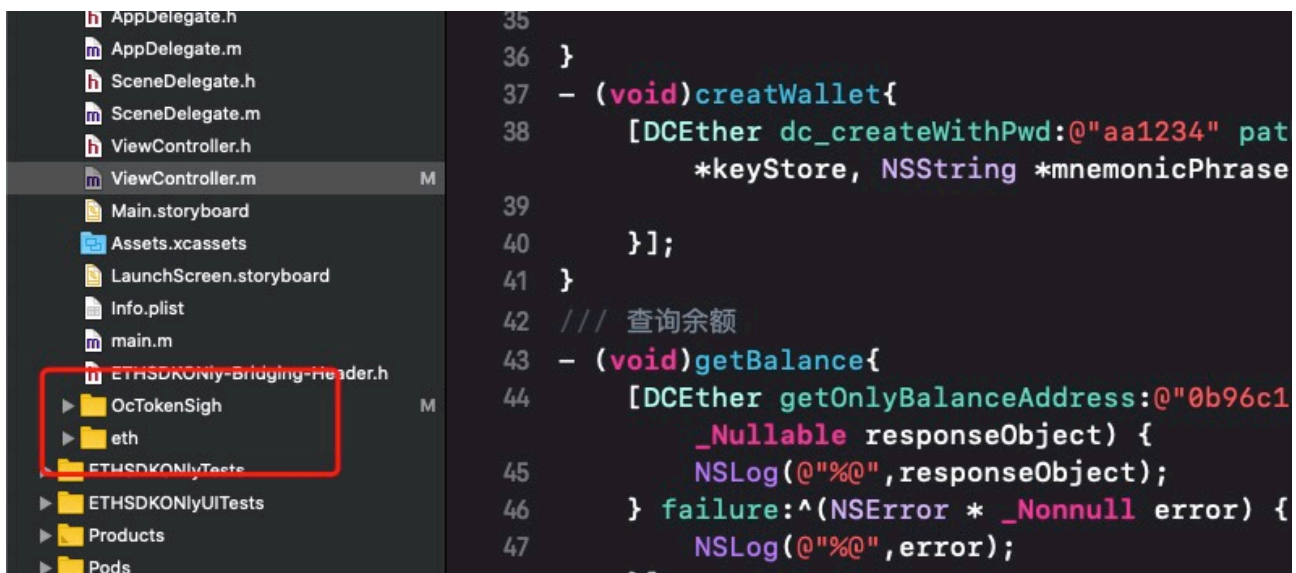 AppDelegate.h
AppDelegate.m
SceneDelegate.h
SceneDelegate.m
ViewController.h
ViewController.m M
Main.storyboard
Assets.xcassets
LaunchScreen.storyboard
Info.plist
main.m
ETHSDKONly-Bridging-Header.h
OcTokenSigh M
eth
ETHSDKONlyTests
ETHSDKONlyUITests
Products
Pods
35
36 }
37 - (void)creatWallet{
38 [DCEther dc_createWithPwd:@"aa1234" pat
*keyStore, NSString *mnemonicPhrase
39
40 }];
41 }
42 /// 查询余额
43 - (void)getBalance{
44 [DCEther getOnlyBalanceAddress:@"0b96c1
_Nullable responseObject) {
45 NSLog(@"%@",responseObject);
46 } failure:^(NSError * _Nonnull error) {
47 NSLog(@"%@",error);